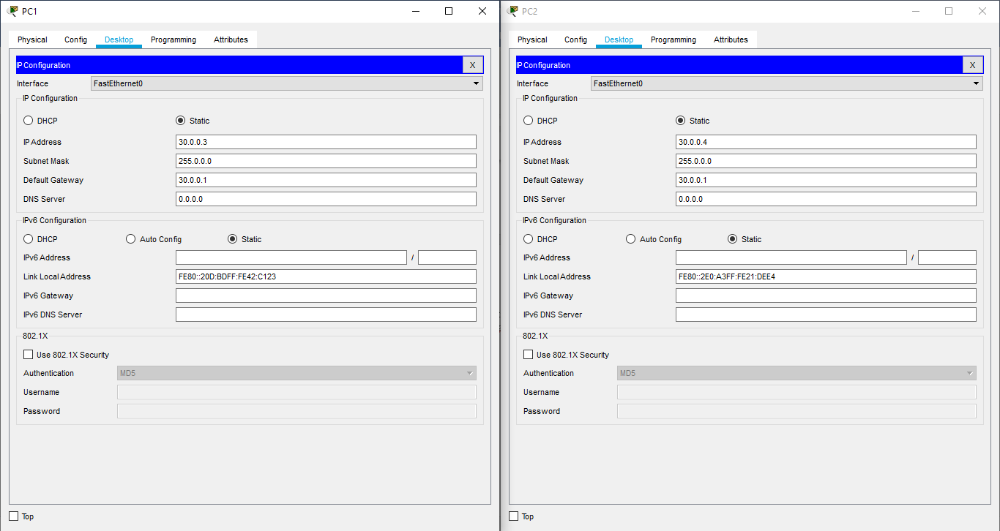 PC1
Physical Config Desktop Programming Attributes
IP Configuration X
Interface FastEthernet0
IP Configuration
DHCP Static
IP Address 30.0.0.3
Subnet Mask 255.0.0.0
Default Gateway 30.0.0.1
DNS Server 0.0.0.0
IPv6 Configuration
DHCP Auto Config Static
IPv6 Address /
Link Local Address FE80::20D:BDFF:FE42:C123
IPv6 Gateway
IPv6 DNS Server
802.1X
Use 802.1X Security
Authentication MD5
Username
Password
Top
PC2
Physical Config Desktop Programming Attributes
IP Configuration X
Interface FastEthernet0
IP Configuration
DHCP Static
IP Address 30.0.0.4
Subnet Mask 255.0.0.0
Default Gateway 30.0.0.1
DNS Server 0.0.0.0
IPv6 Configuration
DHCP Auto Config Static
IPv6 Address /
Link Local Address FE80::2E0:A3FF:FE21:DEE4
IPv6 Gateway
IPv6 DNS Server
802.1X
Use 802.1X Security
Authentication MD5
Username
Password
Top